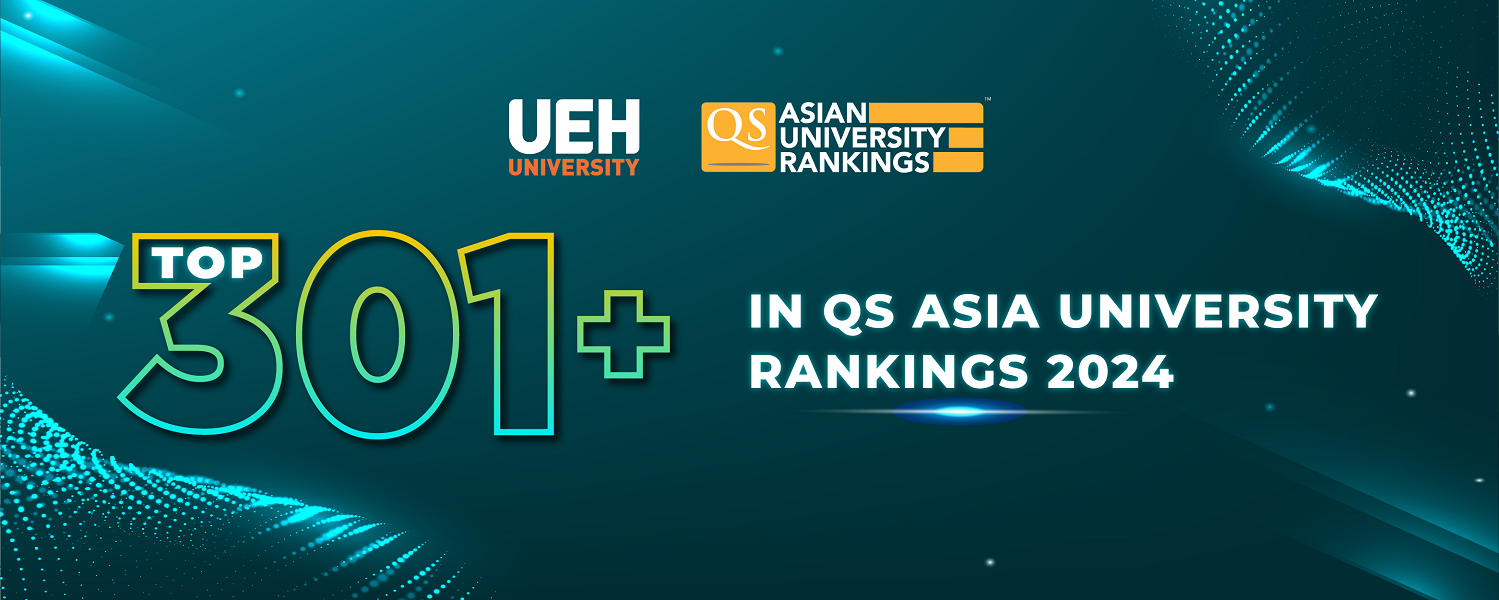 UEH
UNIVERSITY
QS
ASIAN
UNIVERSITY
RANKINGS
™
TOP
301+
IN QS ASIA UNIVERSITY
RANKINGS 2024